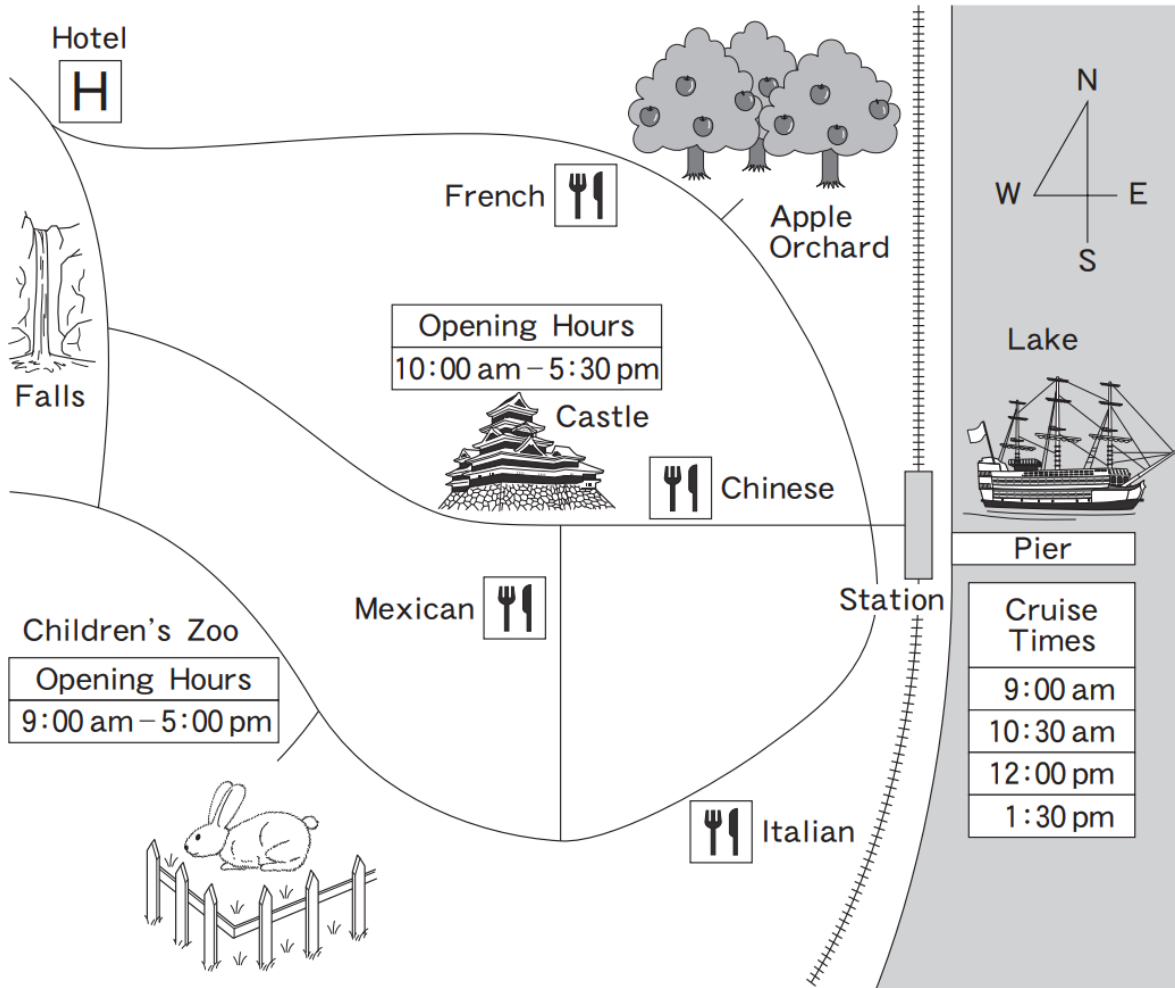 Hotel
H
French
Apple
Orchard
N
W
E
S
Opening Hours
10:00 am – 5:30 pm
Castle
Falls
Lake
Chinese
Pier
Mexican
Station
Children's Zoo
Opening Hours
9:00 am – 5:00 pm
Cruise
Times
9:00 am
10:30 am
12:00 pm
1:30 pm
Italian